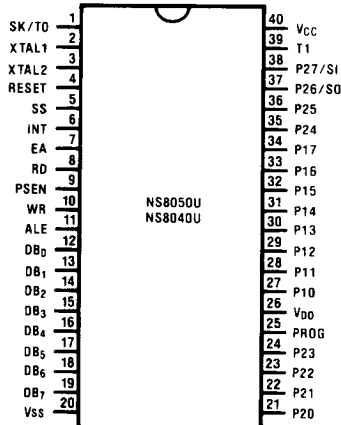 SK/T0 1 40 VCC
XTAL1 2 39 T1
XTAL2 3 38 P27/SI
RESET 4 37 P26/SO
SS 5 36 P25
INT 6 35 P24
EA 7 34 P17
RD 8 33 P16
PSEN 9 32 P15
WR 10 31 P14
ALE 11 30 P13
DB0 12 29 P12
DB1 13 28 P11
DB2 14 27 P10
DB3 15 26 VDD
DB4 16 25 PROG
DB5 17 24 P23
DB6 18 23 P22
DB7 19 22 P21
VSS 20 21 P20
NS8050U
NS8040U